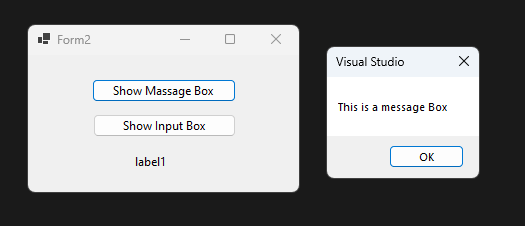 Form2
Show Massage Box
Show Input Box
label1
Visual Studio
This is a message Box
OK